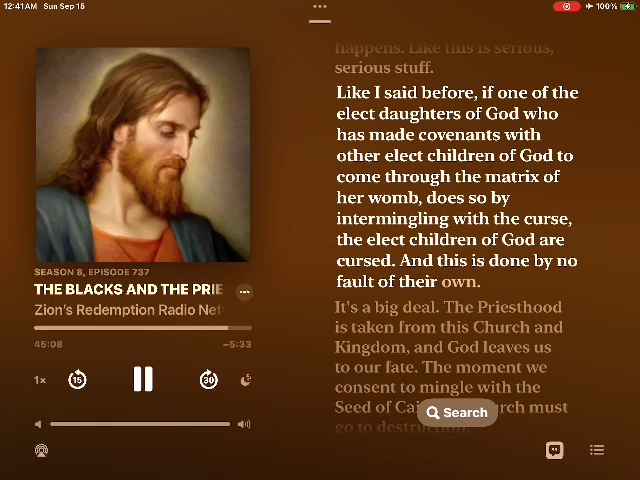 12:41AM Sun Sep 15
100%
happens. Like this is serious,
serious stuff.
Like I said before, if one of the
elect daughters of God who
has made covenants with
other elect children of God to
come through the matrix of
her womb, does so by
intermingling with the curse,
the elect children of God are
cursed. And this is done by no
fault of their own.
It's a big deal. The Priesthood
is taken from this Church and
Kingdom, and God leaves us
to our fate. The moment we
consent to mingle with the
Seed of must
go to destruction.
Search
SEASON 8, EPISODE 737
THE BLACKS AND THE PRIE
Zion's Redemption Radio Net
45:08 -5:33
1x 15 30